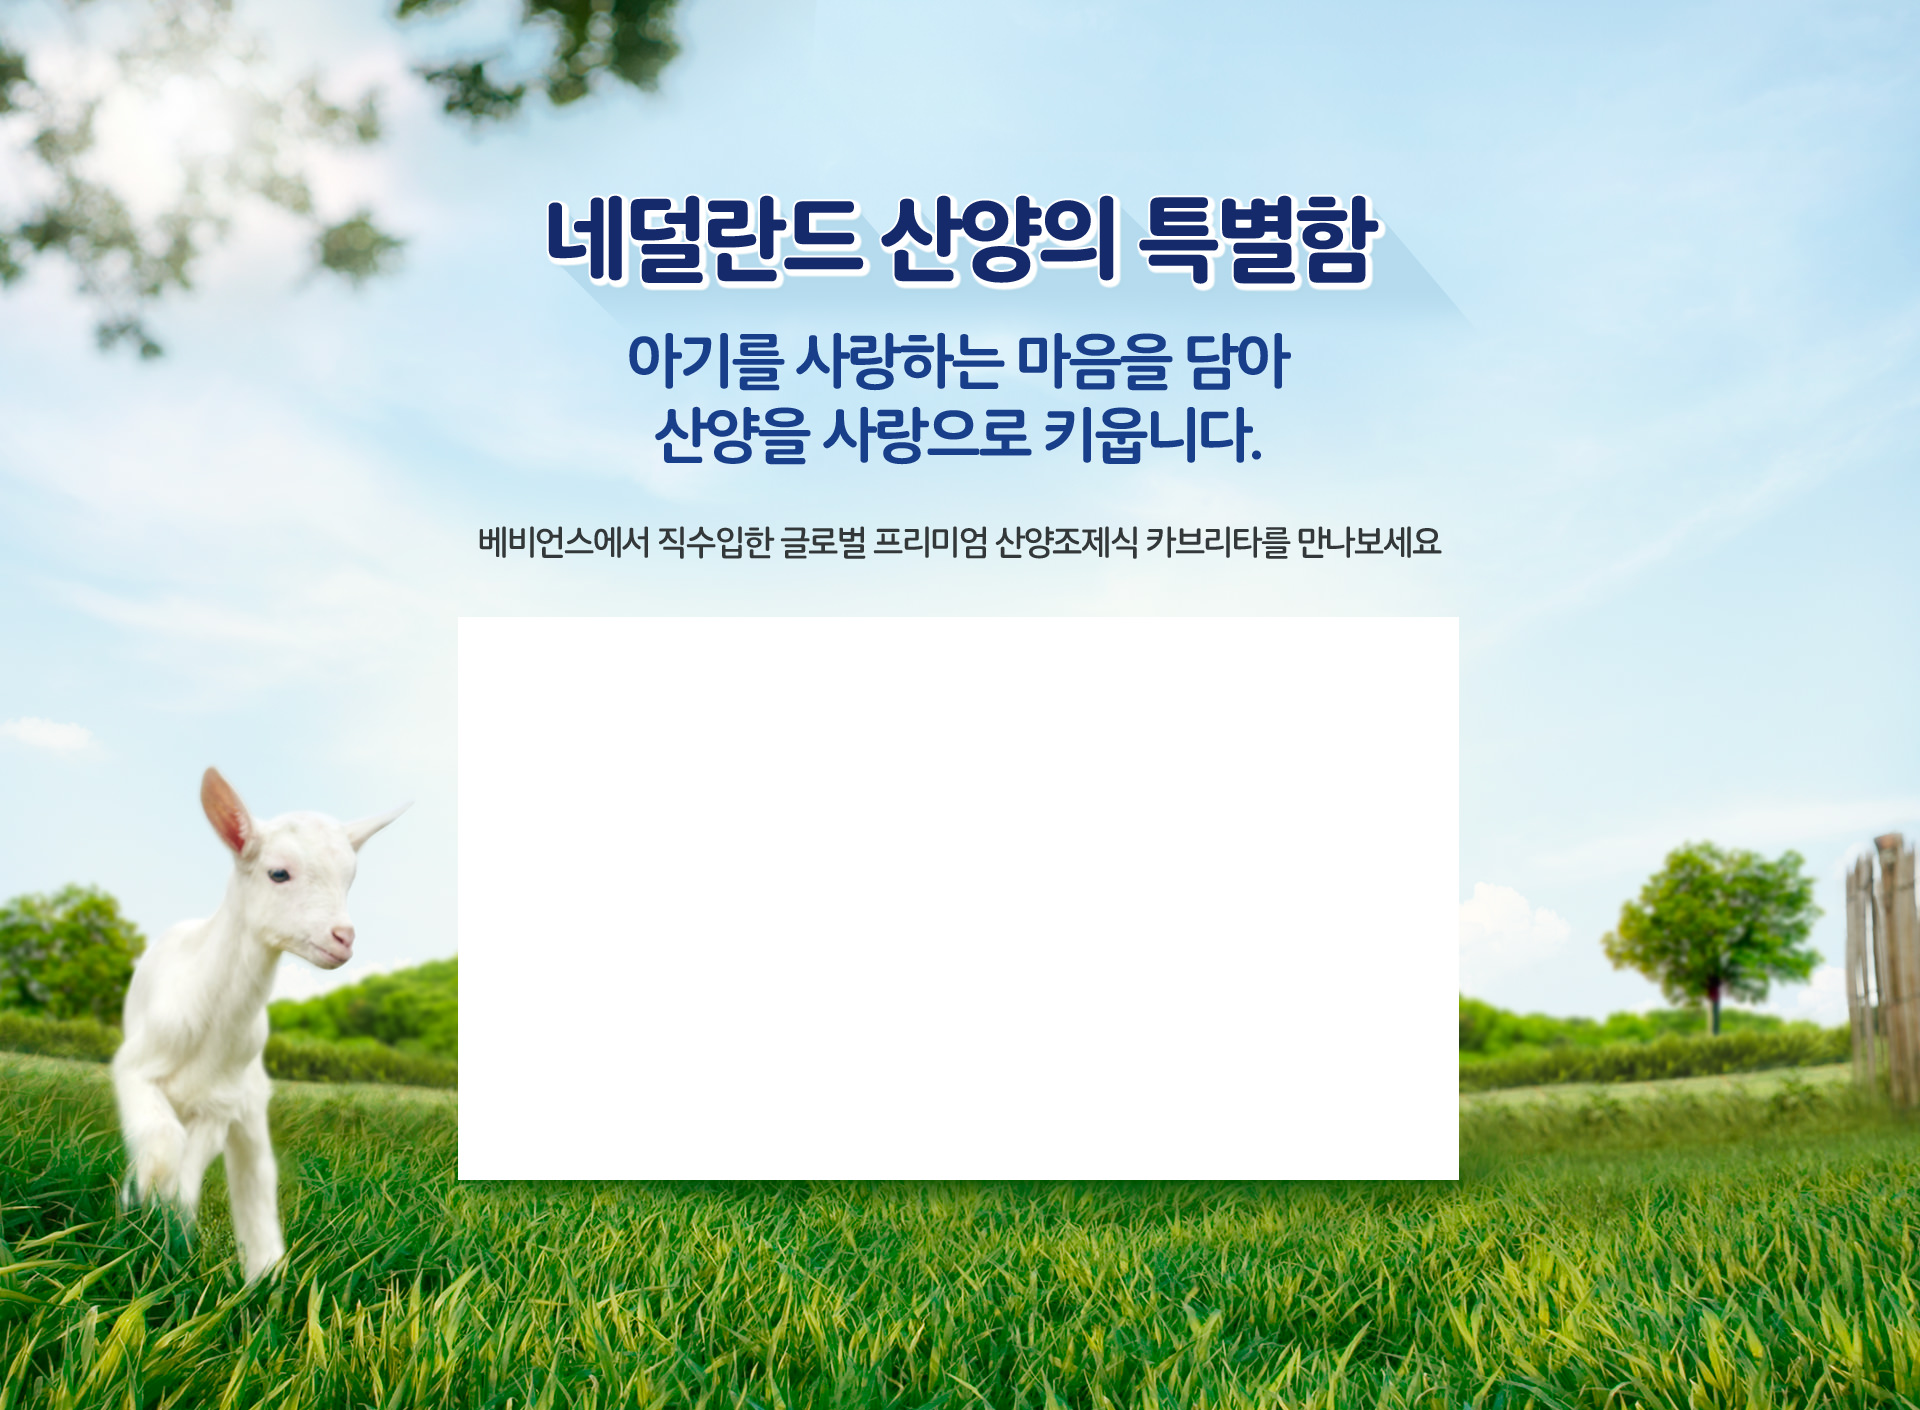 네덜란드 산양의 특별함
아기를 사랑하는 마음을 담아
산양을 사랑으로 키웁니다.
베비언스에서 직수입한 글로벌 프리미엄 산양조제식 카브리타를 만나보세요